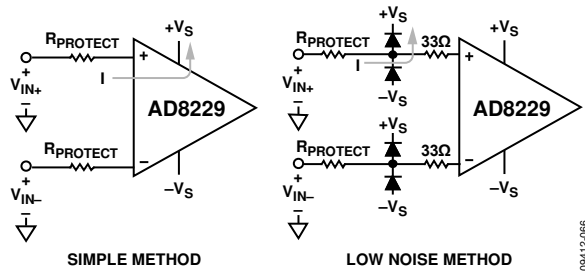 +VS
RPROTECT
+
I
VIN+
+
–
AD8229
RPROTECT
–
–VS
VIN–
+
–
SIMPLE METHOD
+VS
RPROTECT
33Ω
+
I
VIN+
+
–
–VS
+VS
AD8229
+VS
RPROTECT
33Ω
–
VIN–
+
–
–VS
–VS
LOW NOISE METHOD
09412-066